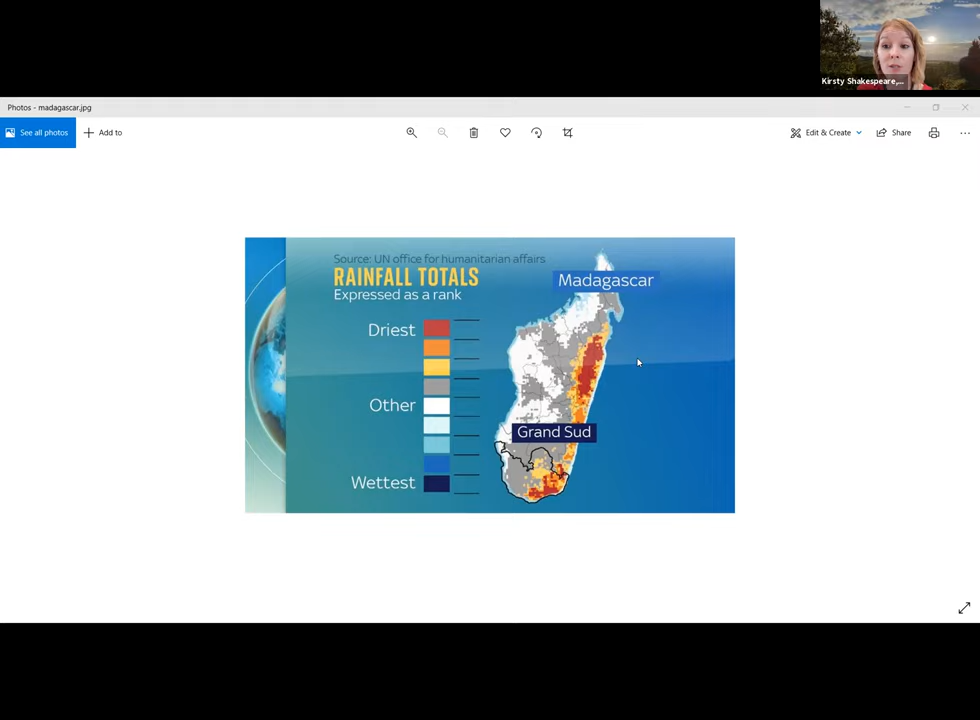 Kirsty Shakespeare,...
Photos - madagascar.jpg
See all photos
Add to
Edit & Create
Share
Source: UN office for humanitarian affairs
RAINFALL TOTALS
Expressed as a rank
Madagascar
Driest
Other
Grand Sud
Wettest